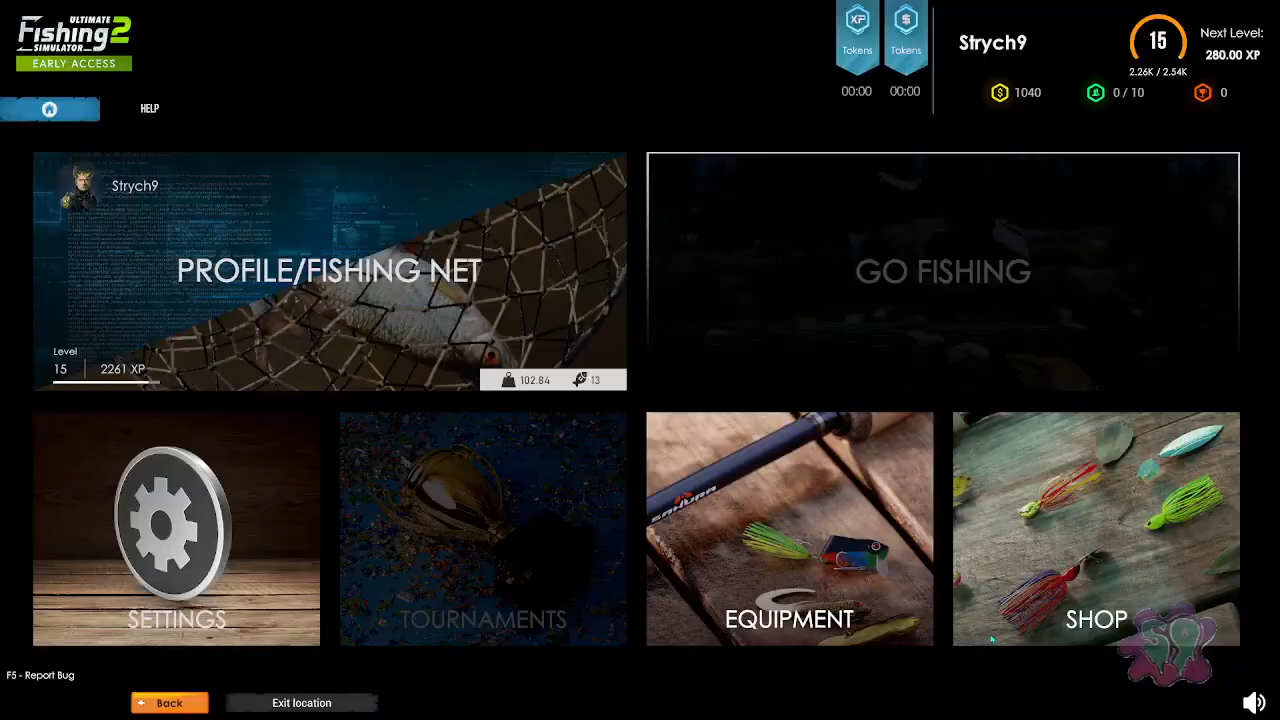 ULTIMATE
Fishing 2
SIMULATOR
EARLY ACCESS
XP
Tokens
$
Tokens
00:00
00:00
Strych9
15
2.26K / 2.54K
Next Level:
280.00 XP
$ 1040
0 / 10
0
HELP
Strych9
PROFILE/FISHING NET
Level
15
2261 XP
102.84
13
GO FISHING
SETTINGS
TOURNAMENTS
SAKURA
EQUIPMENT
SHOP
F5 - Report Bug
Back
Exit location